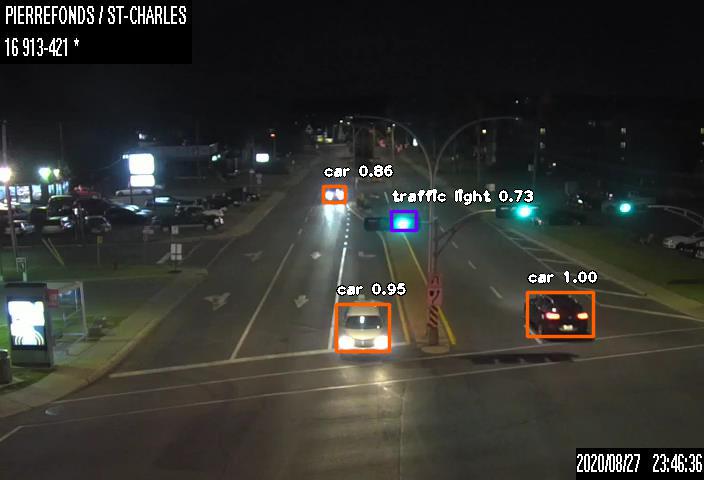 PIERREFONDS / ST-CHARLES
16 913-421 *
car 0.86
traffic light 0.73
car 0.95
car 1.00
2020/08/27 23:46:36